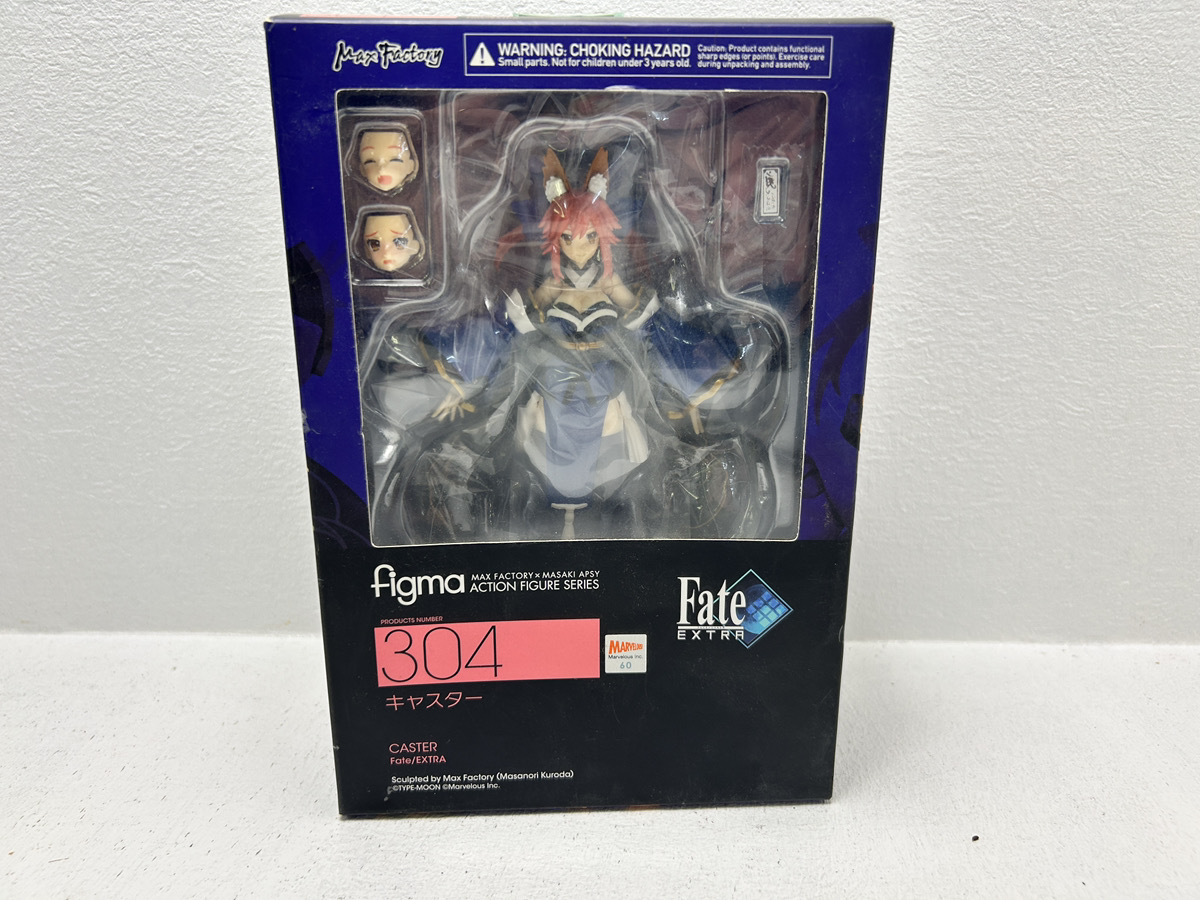 Max Factory
WARNING: CHOKING HAZARD
Small parts. Not for children under 3 years old.
Caution: Product contains functional
sharp edges (or points). Exercise care
during unpacking and assembly.
figma
MAX FACTORY × MASAKI APSY
ACTION FIGURE SERIES
Fate
EXTRA
PRODUCTS NUMBER
304
MARVELOUS
Marvelous Inc.
60
キャスター
CASTER
Fate/EXTRA
Sculpted by Max Factory (Masanori Kuroda)
©TYPE-MOON ©Marvelous Inc.